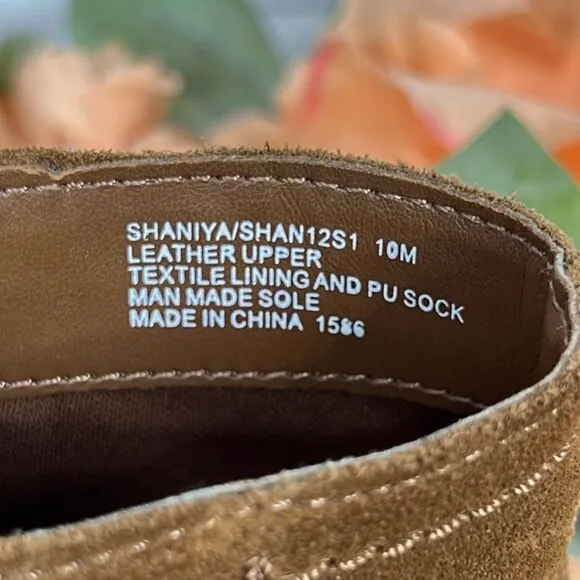 SHANIYA/SHAN12S1 10M
LEATHER UPPER
TEXTILE LINING AND PU SOCK
MAN MADE SOLE
MADE IN CHINA 1586